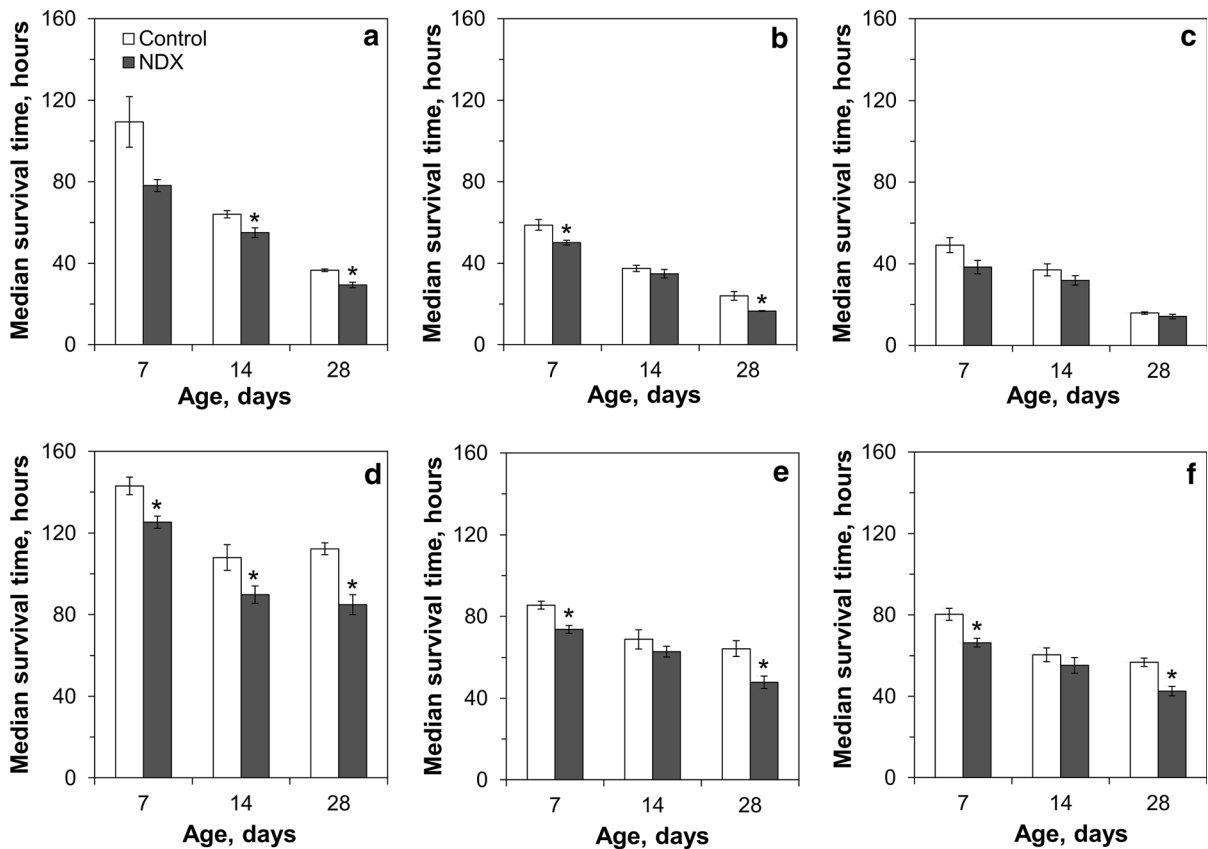 a
Control
NDX
Median survival time, hours
160
120
80
40
0
*
*
7 14 28
Age, days
b
Median survival time, hours
160
120
80
40
0
*
*
7 14 28
Age, days
c
Median survival time, hours
160
120
80
40
0
7 14 28
Age, days
d
Median survival time, hours
160
120
80
40
0
*
*
*
7 14 28
Age, days
e
Median survival time, hours
160
120
80
40
0
*
*
7 14 28
Age, days
f
Median survival time, hours
160
120
80
40
0
*
*
7 14 28
Age, days